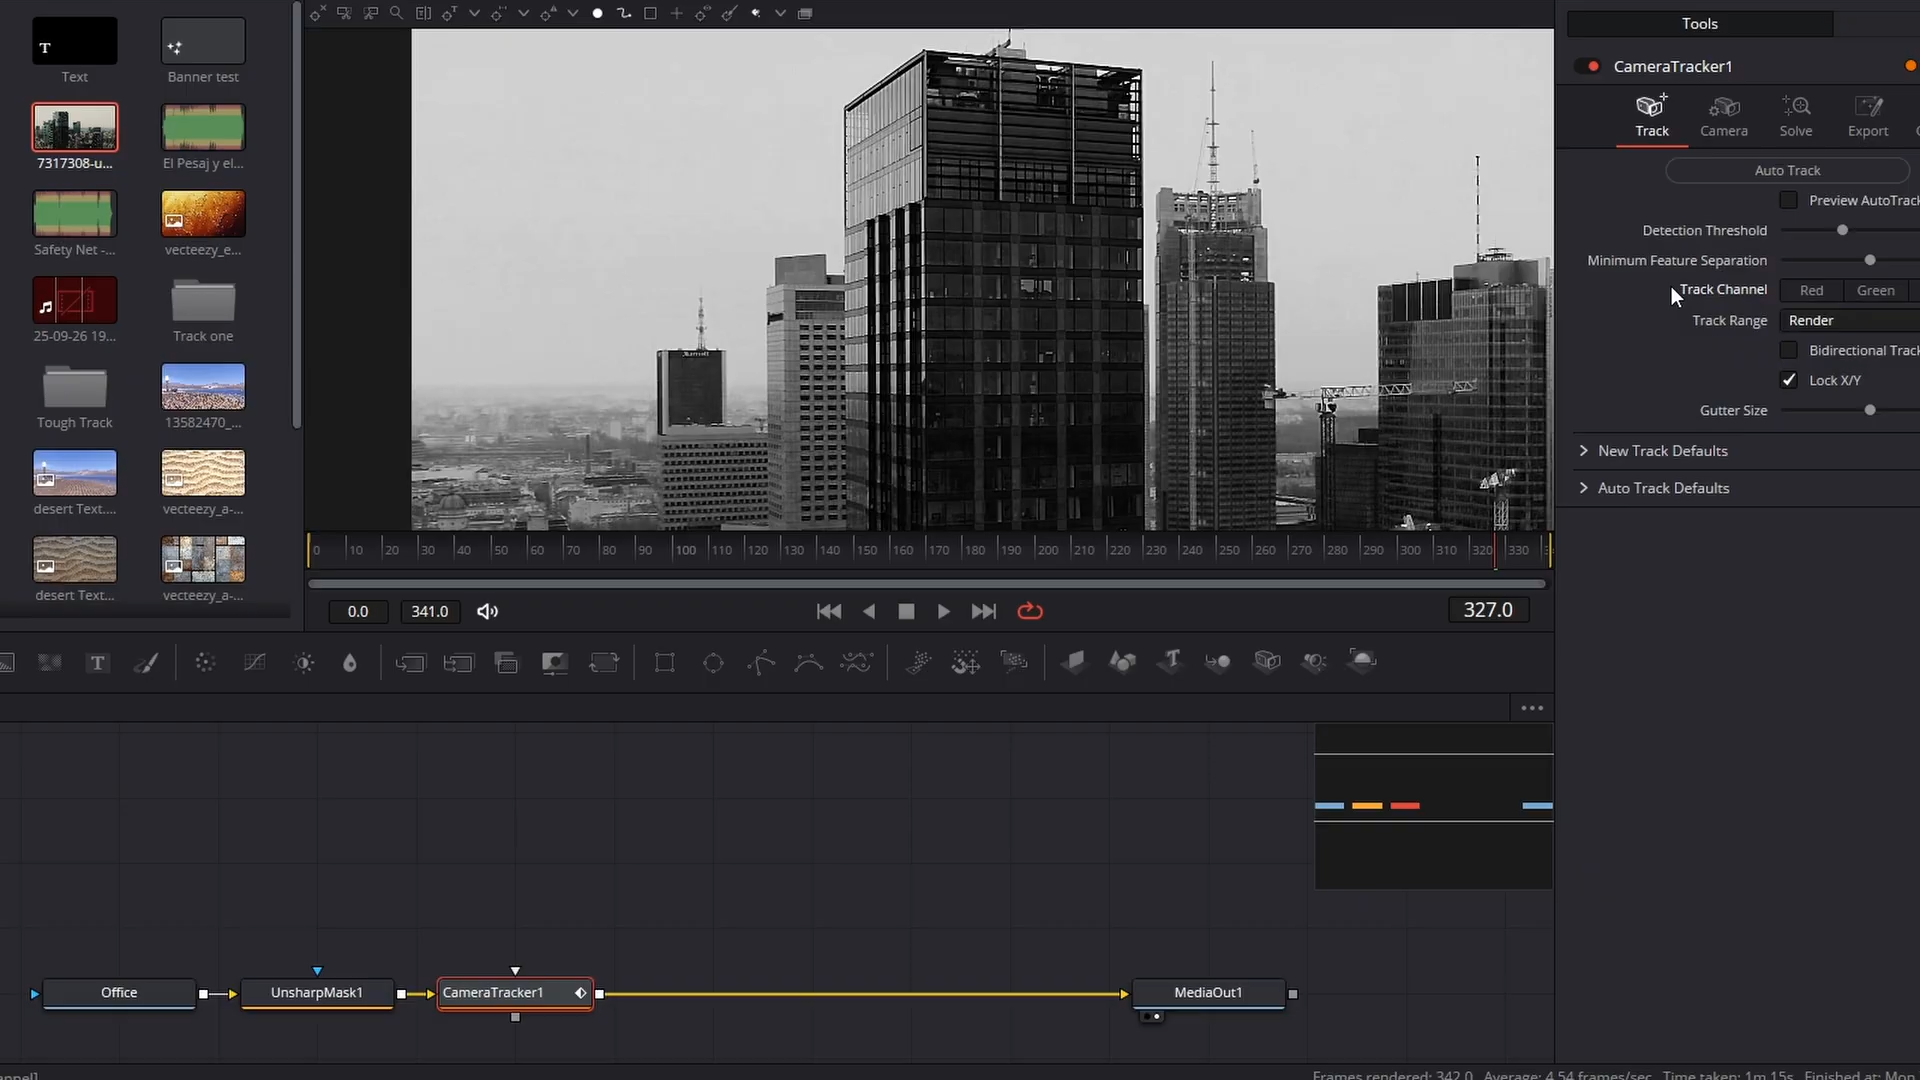 Tools
CameraTracker1
Track
Camera
Solve
Export
Auto Track
Preview AutoTrack
Detection Threshold
Minimum Feature Separation
Track Channel Red Green
Track Range Render
Bidirectional Track
Lock X/Y
Gutter Size
New Track Defaults
Auto Track Defaults
Text
Banner test
7317308-u...
El Pesaj y el...
Safety Net -...
vecteezy_e...
25-09-26 19...
Track one
Tough Track
13582470_...
desert Text....
vecteezy_a-...
desert Text...
vecteezy_a-...
Marriott
0 10 20 30 40 50 60 70 80 90 100 110 120 130 140 150 160 170 180 190 200 210 220 230 240 250 260 270 280 290 300 310 320 330
0.0 341.0 327.0
T
Office
UnsharpMask1
CameraTracker1
MediaOut1
Frames rendered: 342.0, Average: 4.54 frames/sec, Time taken: 1m 15s, Finished at: Mon